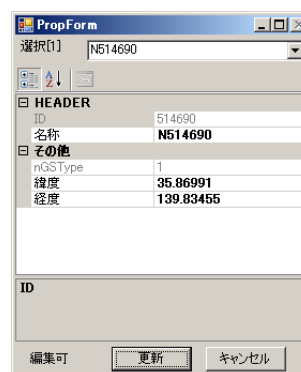 PropForm
選択[1] N514690
HEADER
ID 514690
名称 N514690
その他
nGSType 1
緯度 35.86991
経度 139.83455
ID
編集可 更新 キャンセル